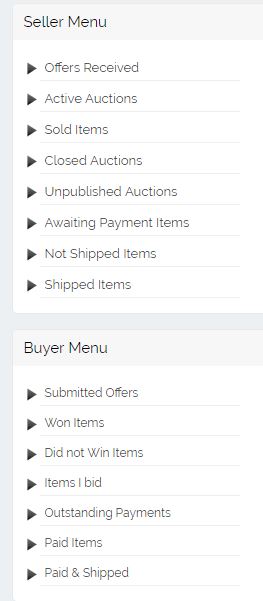 Seller Menu
Offers Received
Active Auctions
Sold Items
Closed Auctions
Unpublished Auctions
Awaiting Payment Items
Not Shipped Items
Shipped Items
Buyer Menu
Submitted Offers
Won Items
Did not Win Items
Items I bid
Outstanding Payments
Paid Items
Paid & Shipped